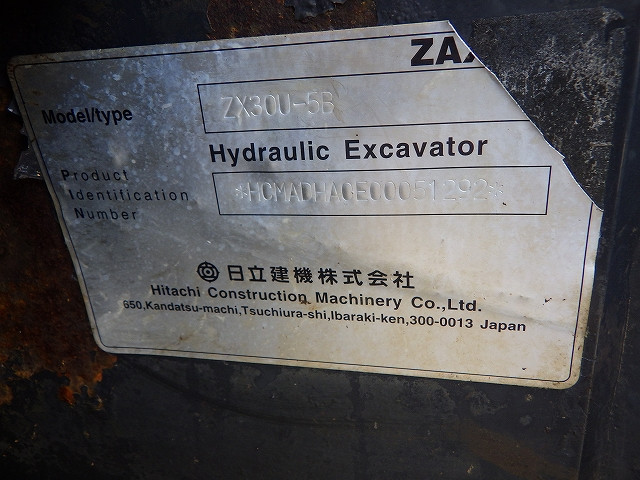 ZAX
Model/type
ZX30U-5B
Hydraulic Excavator
Product
Identification
Number
*HCMADHA0E00051292*
日立建機株式会社
Hitachi Construction Machinery Co.,Ltd.
650,Kandatsu-machi,Tsuchiura-shi,Ibaraki-ken,300-0013 Japan